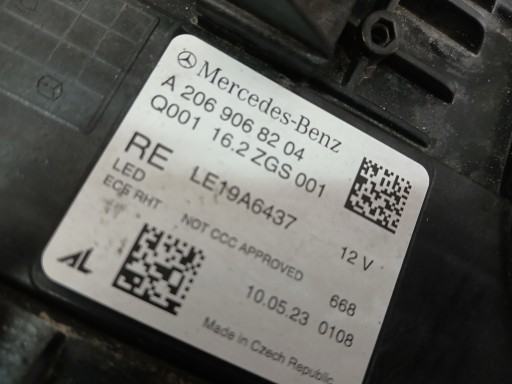 Mercedes-Benz
A 206 906 82 04
Q001 16.2 ZGS 001
RE LE19A6437
LED
ECE RHT
NOT CCC APPROVED
12 V
AL
668
10.05.23 0108
Made in Czech Republic